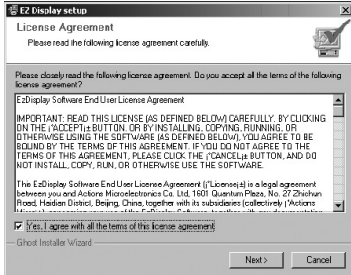 EZ Display setup
License Agreement
Please read the following license agreement carefully.
Please closely read the following license agreement. Do you accept all the terms of the following
license agreement?
EzDisplay Software End User License Agreement
IMPORTANT: READ THIS LICENSE (AS DEFINED BELOW) CAREFULLY. BY CLICKING
ON THE ¡°ACCEPT¡± BUTTON, OR BY INSTALLING, COPYING, RUNNING, OR
OTHERWISE USING THE SOFTWARE (AS DEFINED BELOW), YOU AGREE TO BE
BOUND BY THE TERMS OF THIS AGREEMENT. IF YOU DO NOT AGREE TO THE
TERMS OF THIS AGREEMENT, PLEASE CLICK THE ¡°CANCEL¡± BUTTON, AND DO
NOT INSTALL, COPY, RUN, OR OTHERWISE USE THE SOFTWARE.
This EzDisplay Software End User License Agreement (¡°License¡±) is a legal agreement
between you and Actions Microelectronics Co. Ltd, 1601 Quantum Plaza, No. 27 Zhichun
Road, Haidian District, Beijing, China, together with its subsidiaries (collectively ¡°Actions
Yes, I agree with all the terms of this license agreement
Ghost Installer Wizard
Next >
Cancel